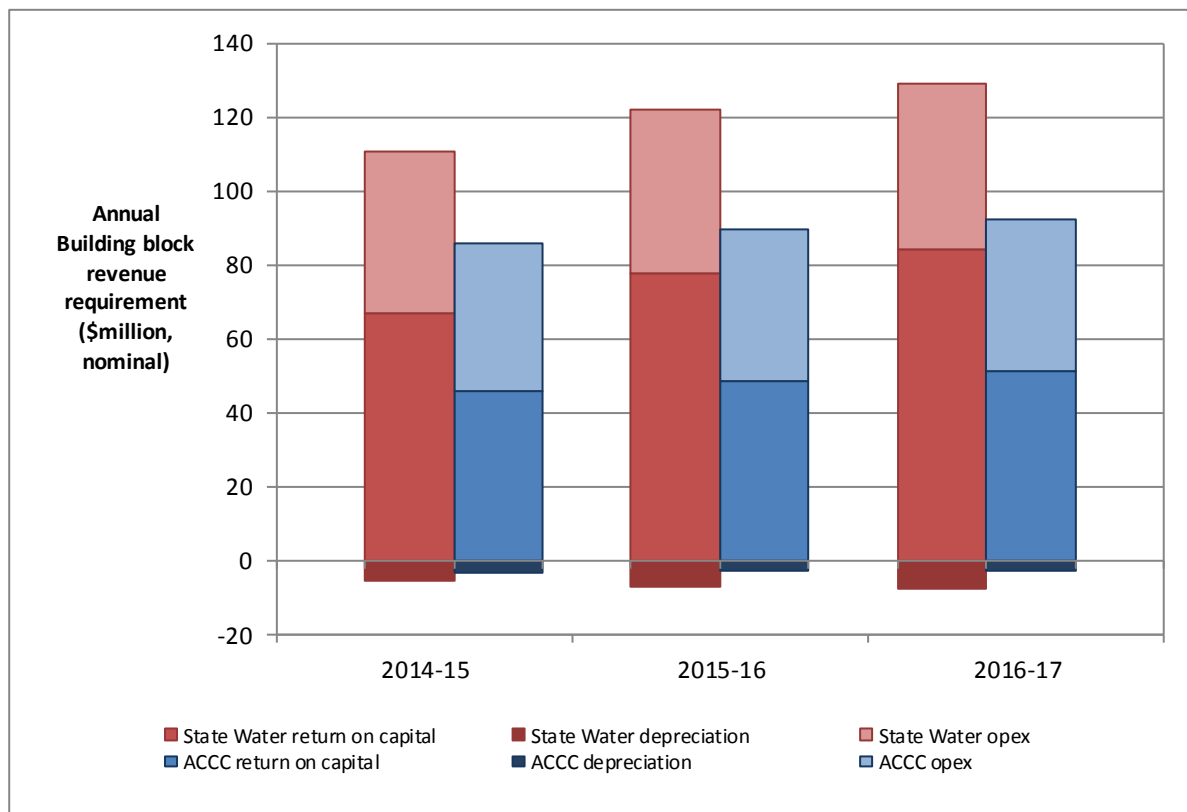 140
120
100
80
60
40
20
0
-20
Annual
Building block
revenue
requirement
($million,
nominal)
2014-15 2015-16 2016-17
State Water return on capital State Water depreciation State Water opex
ACCC return on capital ACCC depreciation ACCC opex